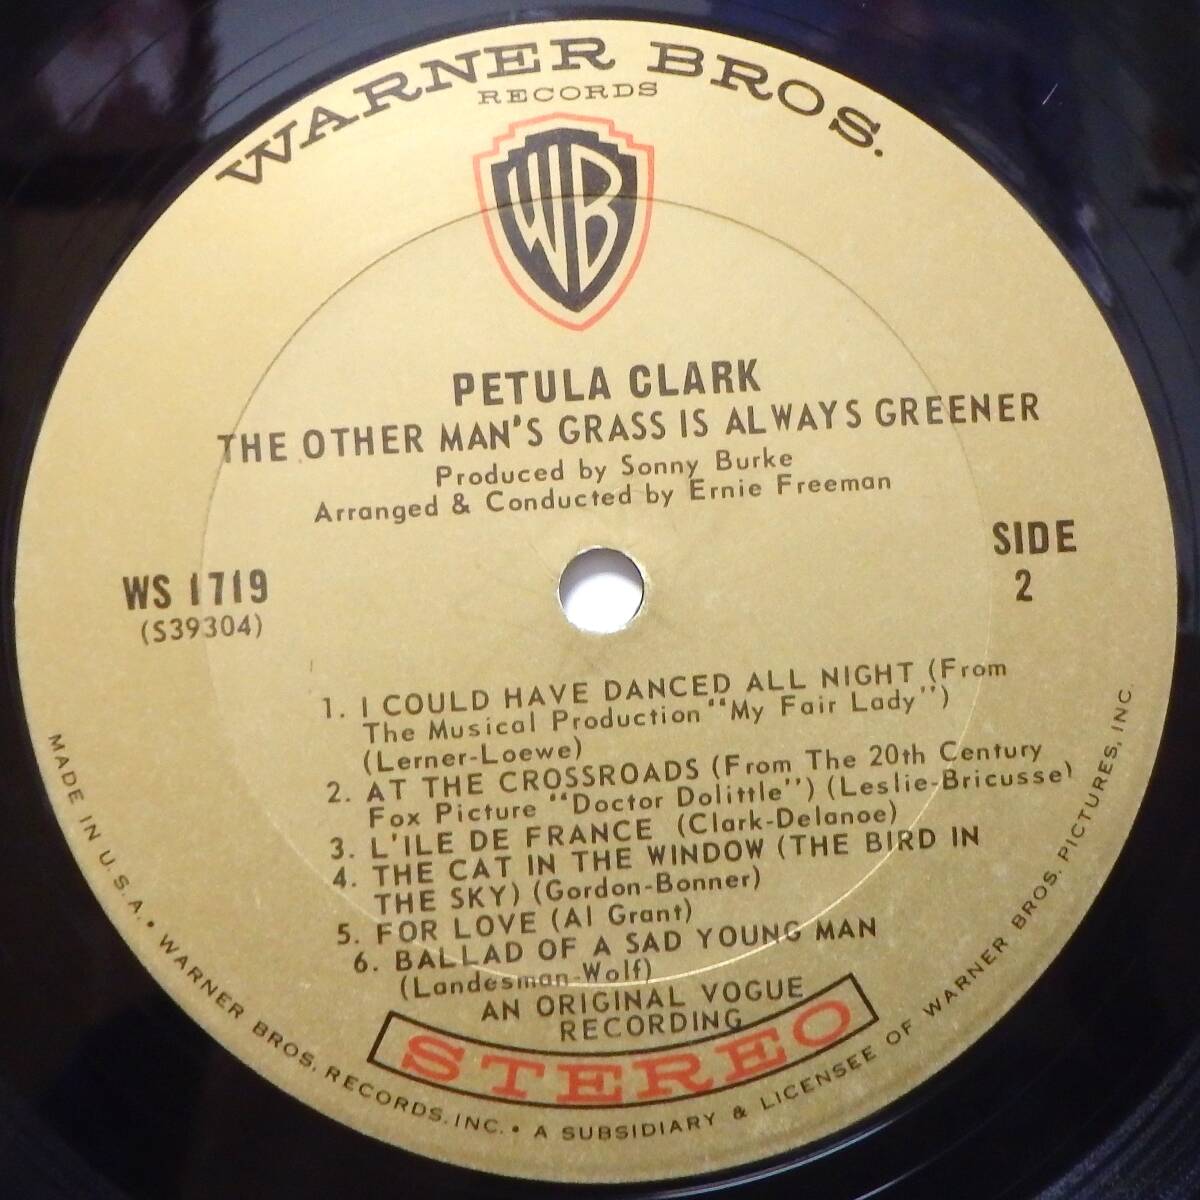 WARNER BROS.
RECORDS
WB
PETULA CLARK
THE OTHER MAN'S GRASS IS ALWAYS GREENER
Produced by Sonny Burke
Arranged & Conducted by Ernie Freeman
SIDE
2
WS 1719
(S39304)
1. I COULD HAVE DANCED ALL NIGHT (From
The Musical Production "My Fair Lady")
(Lerner-Loewe)
2. AT THE CROSSROADS (From The 20th Century
Fox Picture "Doctor Dolittle") (Leslie-Bricusse)
3. L'ILE DE FRANCE (Clark-Delanoe)
4. THE CAT IN THE WINDOW (THE BIRD IN
THE SKY) (Gordon-Bonner)
5. FOR LOVE (Al Grant)
6. BALLAD OF A SAD YOUNG MAN
(Landesman-Wolf)
AN ORIGINAL VOGUE
RECORDING
STEREO
MADE IN U.S.A. • WARNER BROS. RECORDS, INC. • A SUBSIDIARY & LICENSEE OF WARNER BROS. PICTURES, INC.